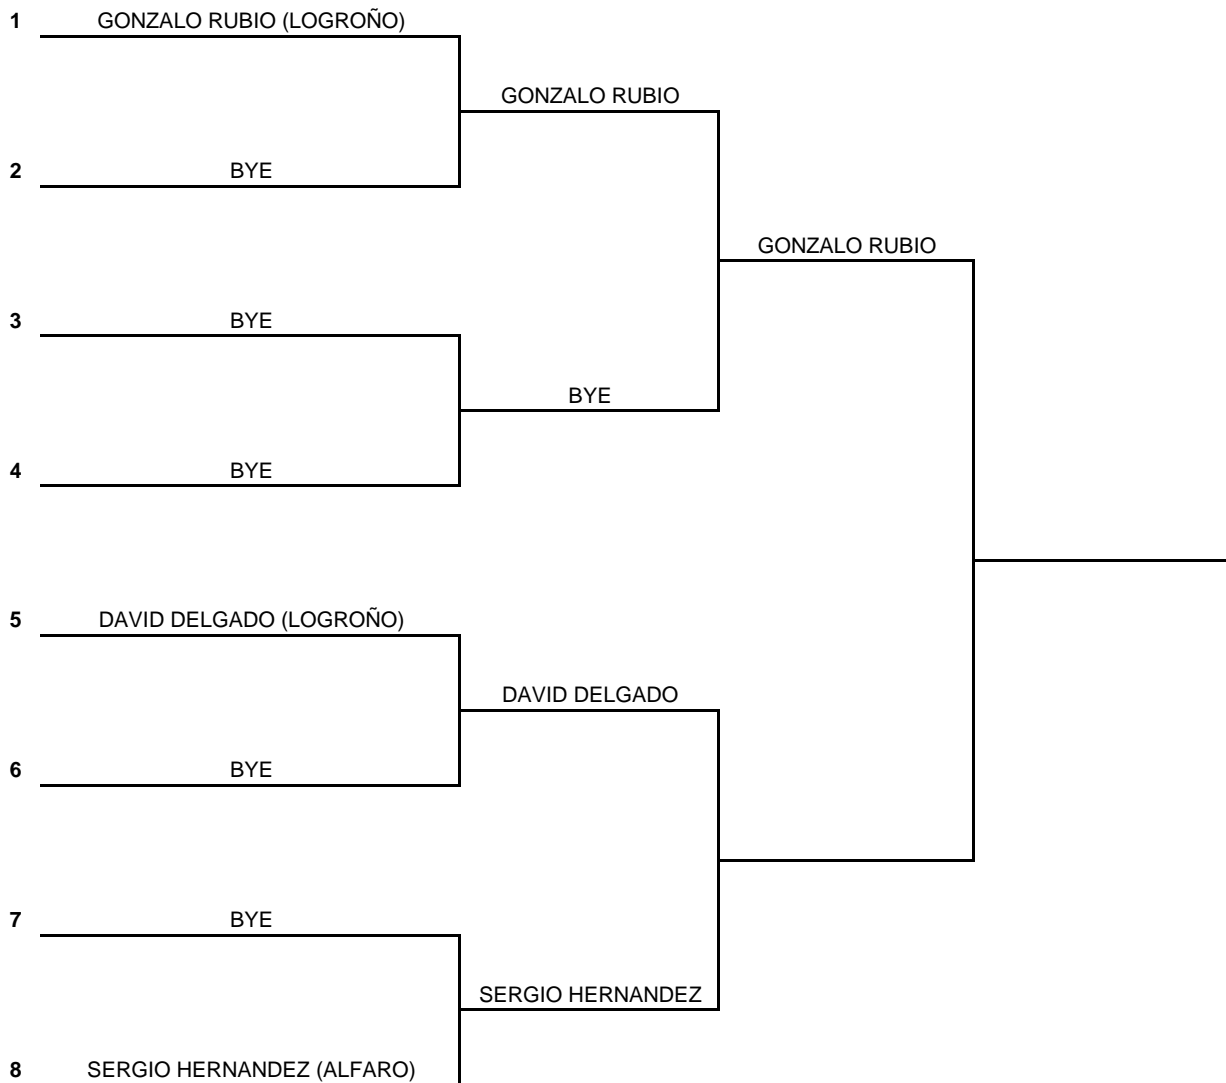 1 GONZALO RUBIO (LOGROÑO)
GONZALO RUBIO
2 BYE
GONZALO RUBIO
3 BYE
BYE
4 BYE
5 DAVID DELGADO (LOGROÑO)
DAVID DELGADO
6 BYE
7 BYE
SERGIO HERNANDEZ
8 SERGIO HERNANDEZ (ALFARO)